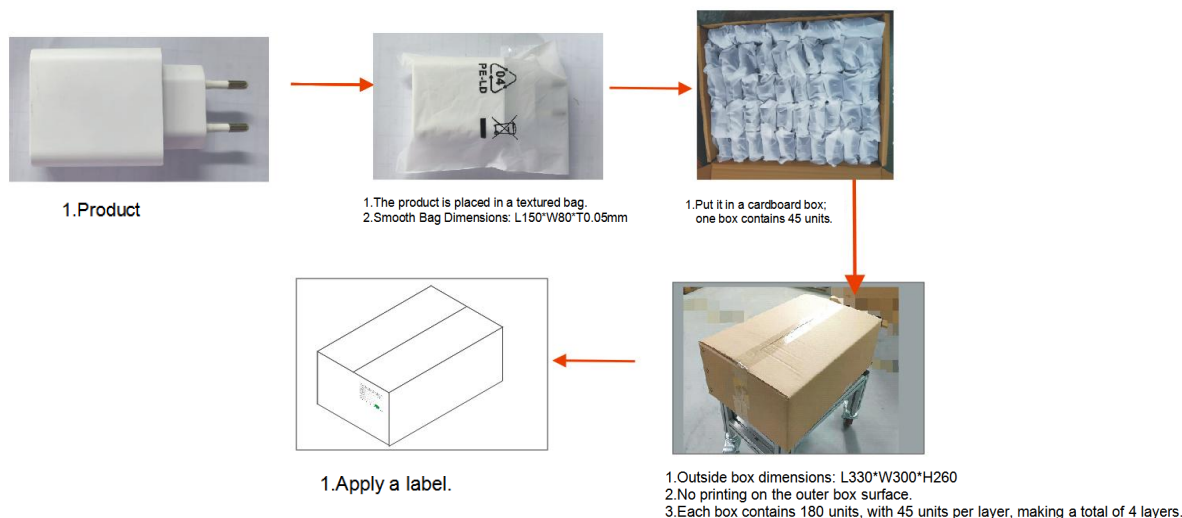 1.Product
04
PE-LD
1.The product is placed in a textured bag.
2.Smooth Bag Dimensions: L150*W80*T0.05mm
1.Put it in a cardboard box;
one box contains 45 units.
1.Apply a label.
1.Outside box dimensions: L330*W300*H260
2.No printing on the outer box surface.
3.Each box contains 180 units, with 45 units per layer, making a total of 4 layers.